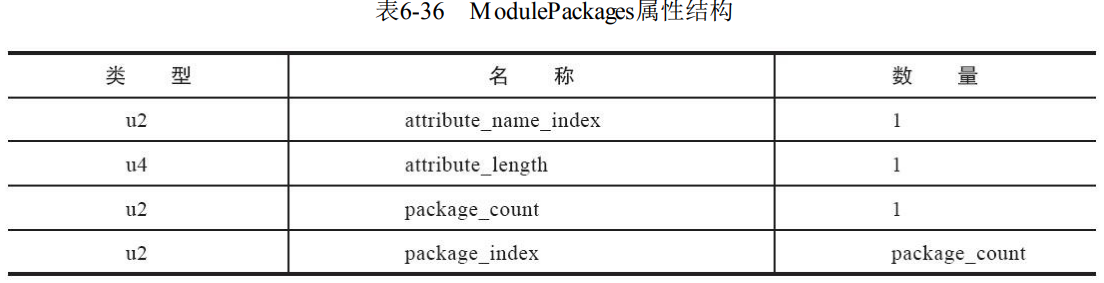 表6-36 ModulePackages属性结构
类 型 名 称 数 量
u2 attribute_name_index 1
u4 attribute_length 1
u2 package_count 1
u2 package_index package_count